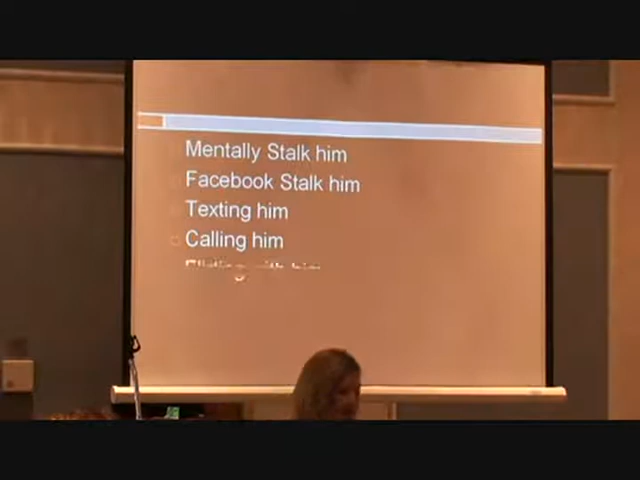 Mentally Stalk him
Facebook Stalk him
Texting him
Calling him